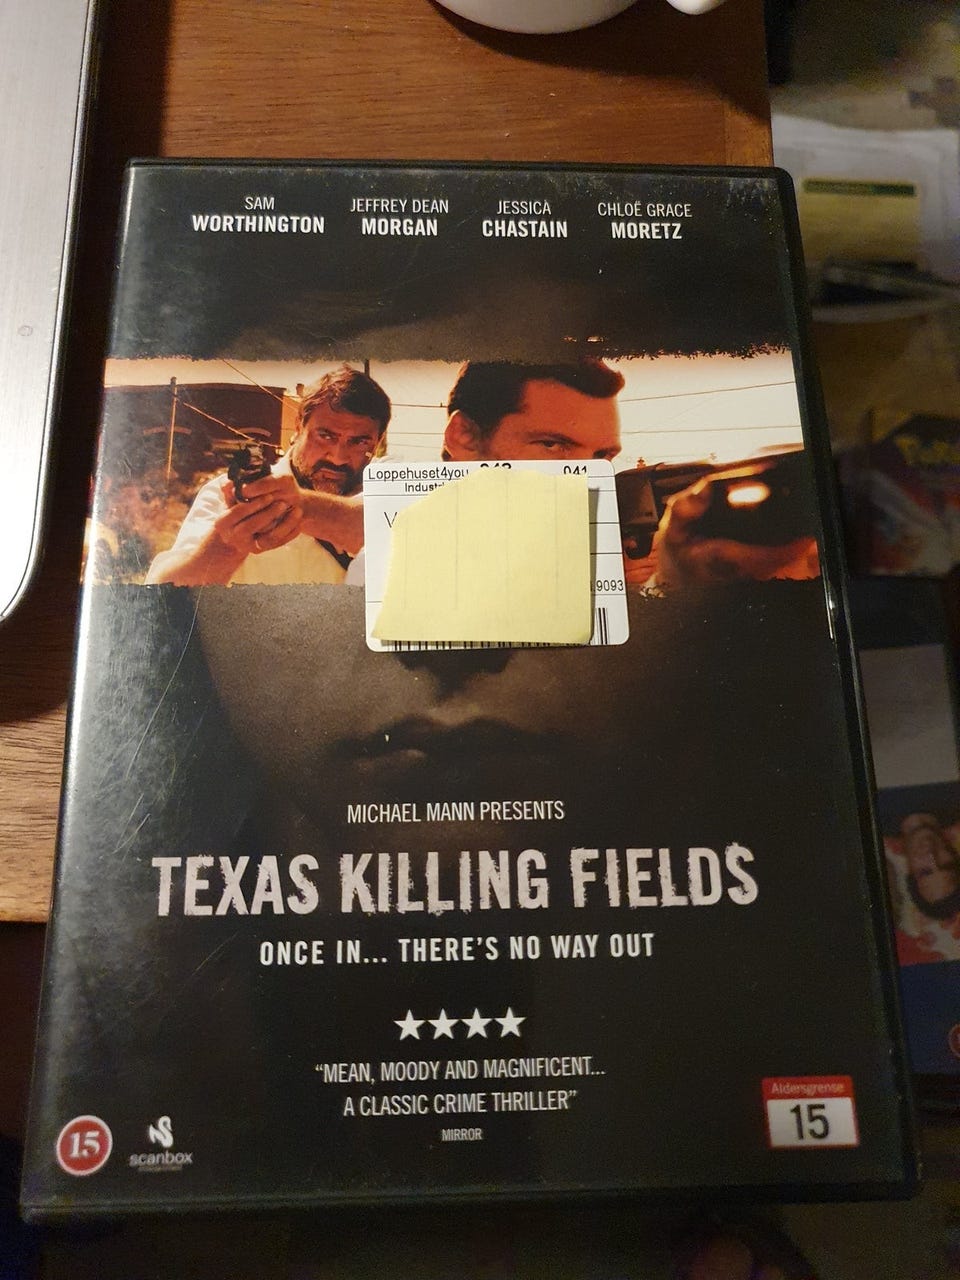 SAM
WORTHINGTON
JEFFREY DEAN
MORGAN
JESSICA
CHASTAIN
CHLOË GRACE
MORETZ
Loppehuset4you 041
9093
MICHAEL MANN PRESENTS
TEXAS KILLING FIELDS
ONCE IN... THERE'S NO WAY OUT
“MEAN, MOODY AND MAGNIFICENT...
A CLASSIC CRIME THRILLER”
MIRROR
15
scanbox
Aldersgrense
15